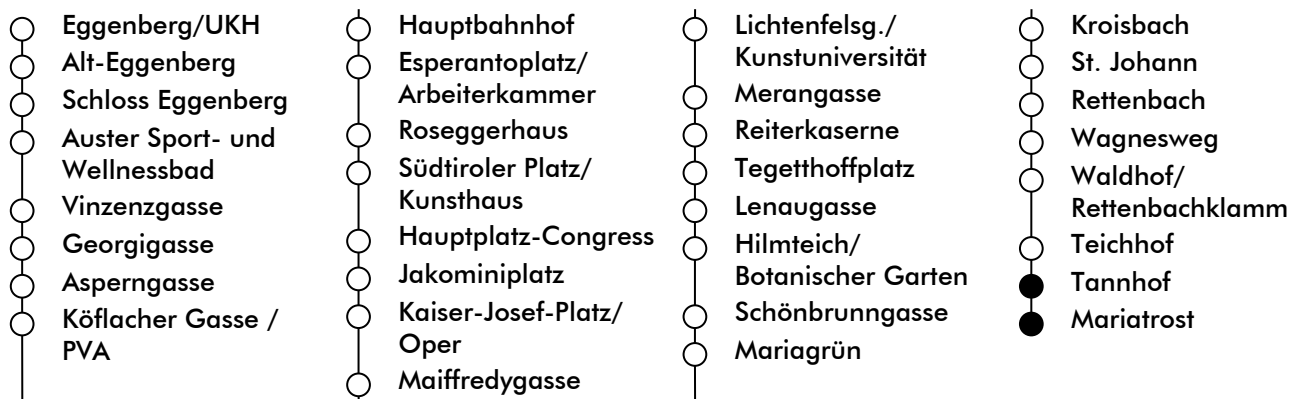 Eggenberg/UKH
Alt-Eggenberg
Schloss Eggenberg
Auster Sport- und
Wellnessbad
Vinzenzgasse
Georgigasse
Asperngasse
Köflacher Gasse /
PVA
Hauptbahnhof
Esperantoplatz/
Arbeiterkammer
Roseggerhaus
Südtiroler Platz/
Kunsthaus
Hauptplatz-Congress
Jakominiplatz
Kaiser-Josef-Platz/
Oper
Maiffredygasse
Lichtenfelsg./
Kunstuniversität
Merangasse
Reiterkaserne
Tegetthoffplatz
Lenaugasse
Hilmteich/
Botanischer Garten
Schönbrunngasse
Mariagrün
Kroisbach
St. Johann
Rettenbach
Wagnesweg
Waldhof/
Rettenbachklamm
Teichhof
Tannhof
Mariatrost